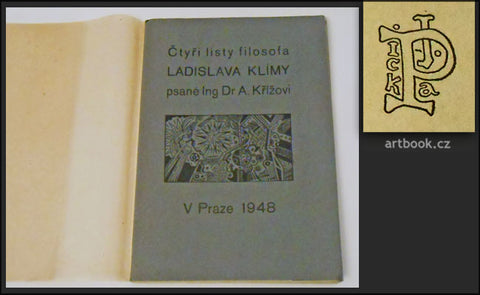 Čtyři listy filosofa
LADISLAVA KLÍMY
psané Ing Dr A. Křížovi
V Praze 1948
artbook.cz